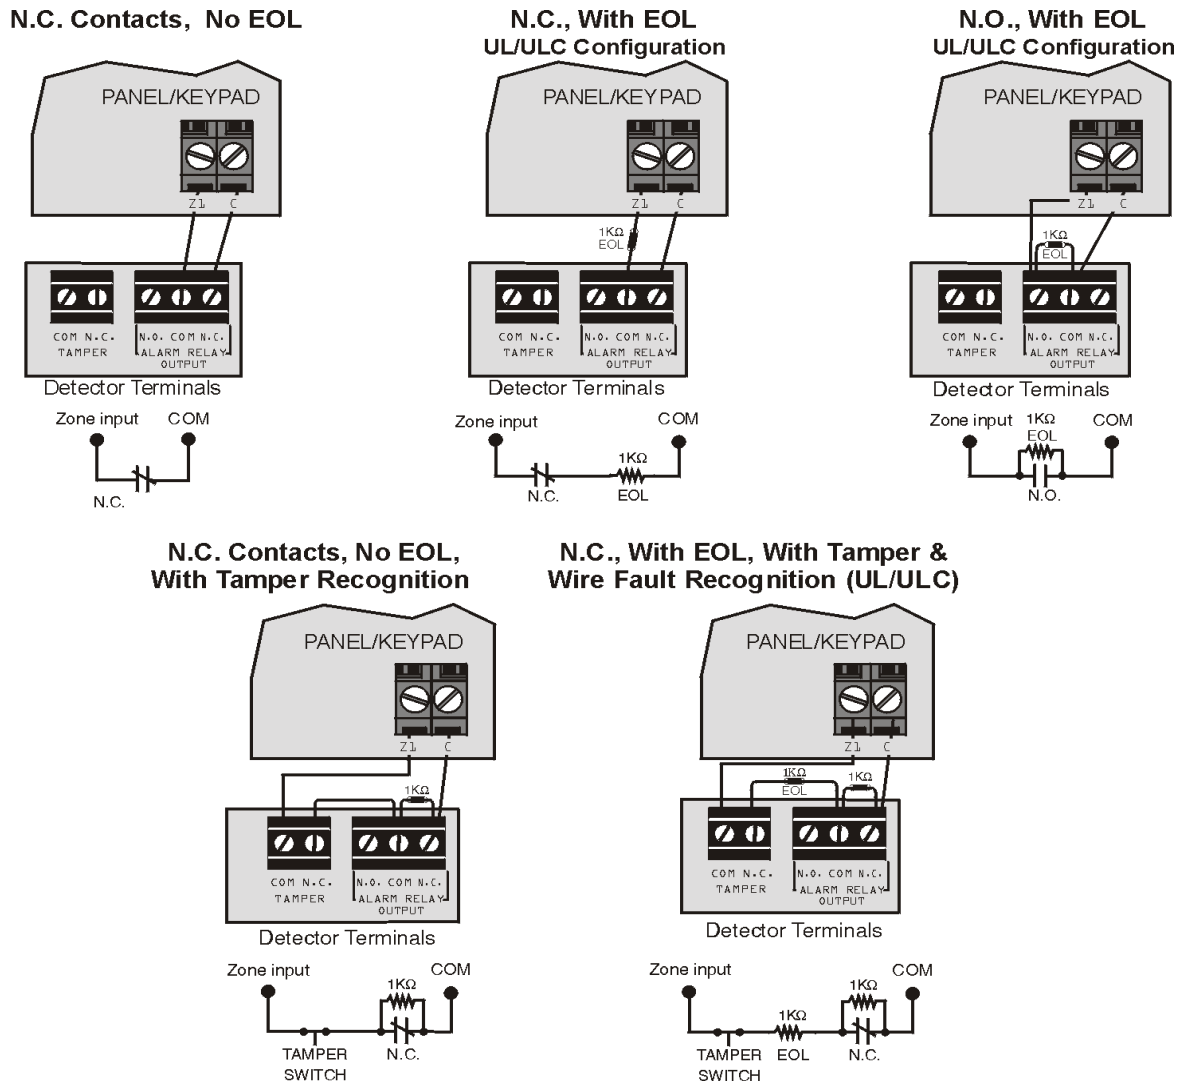 N.C. Contacts, No EOL
PANEL/KEYPAD
Z1 C
COM N.C.
TAMPER
N.O. COM N.C.
ALARM RELAY
OUTPUT
Detector Terminals
Zone input COM
N.C.
N.C., With EOL
UL/ULC Configuration
PANEL/KEYPAD
Z1 C
1KΩ
EOL
COM N.C.
TAMPER
N.O. COM N.C.
ALARM RELAY
OUTPUT
Detector Terminals
Zone input COM
1KΩ
N.C. EOL
N.O., With EOL
UL/ULC Configuration
PANEL/KEYPAD
Z1 C
1KΩ
EOL
COM N.C.
TAMPER
N.O. COM N.C.
ALARM RELAY
OUTPUT
Detector Terminals
Zone input 1KΩ COM
EOL
N.O.
N.C. Contacts, No EOL,
With Tamper Recognition
PANEL/KEYPAD
Z1 C
1KΩ
COM N.C.
TAMPER
N.O. COM N.C.
ALARM RELAY
OUTPUT
Detector Terminals
Zone input COM
1KΩ
TAMPER N.C.
SWITCH
N.C., With EOL, With Tamper &
Wire Fault Recognition (UL/ULC)
PANEL/KEYPAD
Z1 C
1KΩ 1KΩ
EOL
COM N.C.
TAMPER
N.O. COM N.C.
ALARM RELAY
OUTPUT
Detector Terminals
Zone input COM
1KΩ
1KΩ
TAMPER EOL N.C.
SWITCH